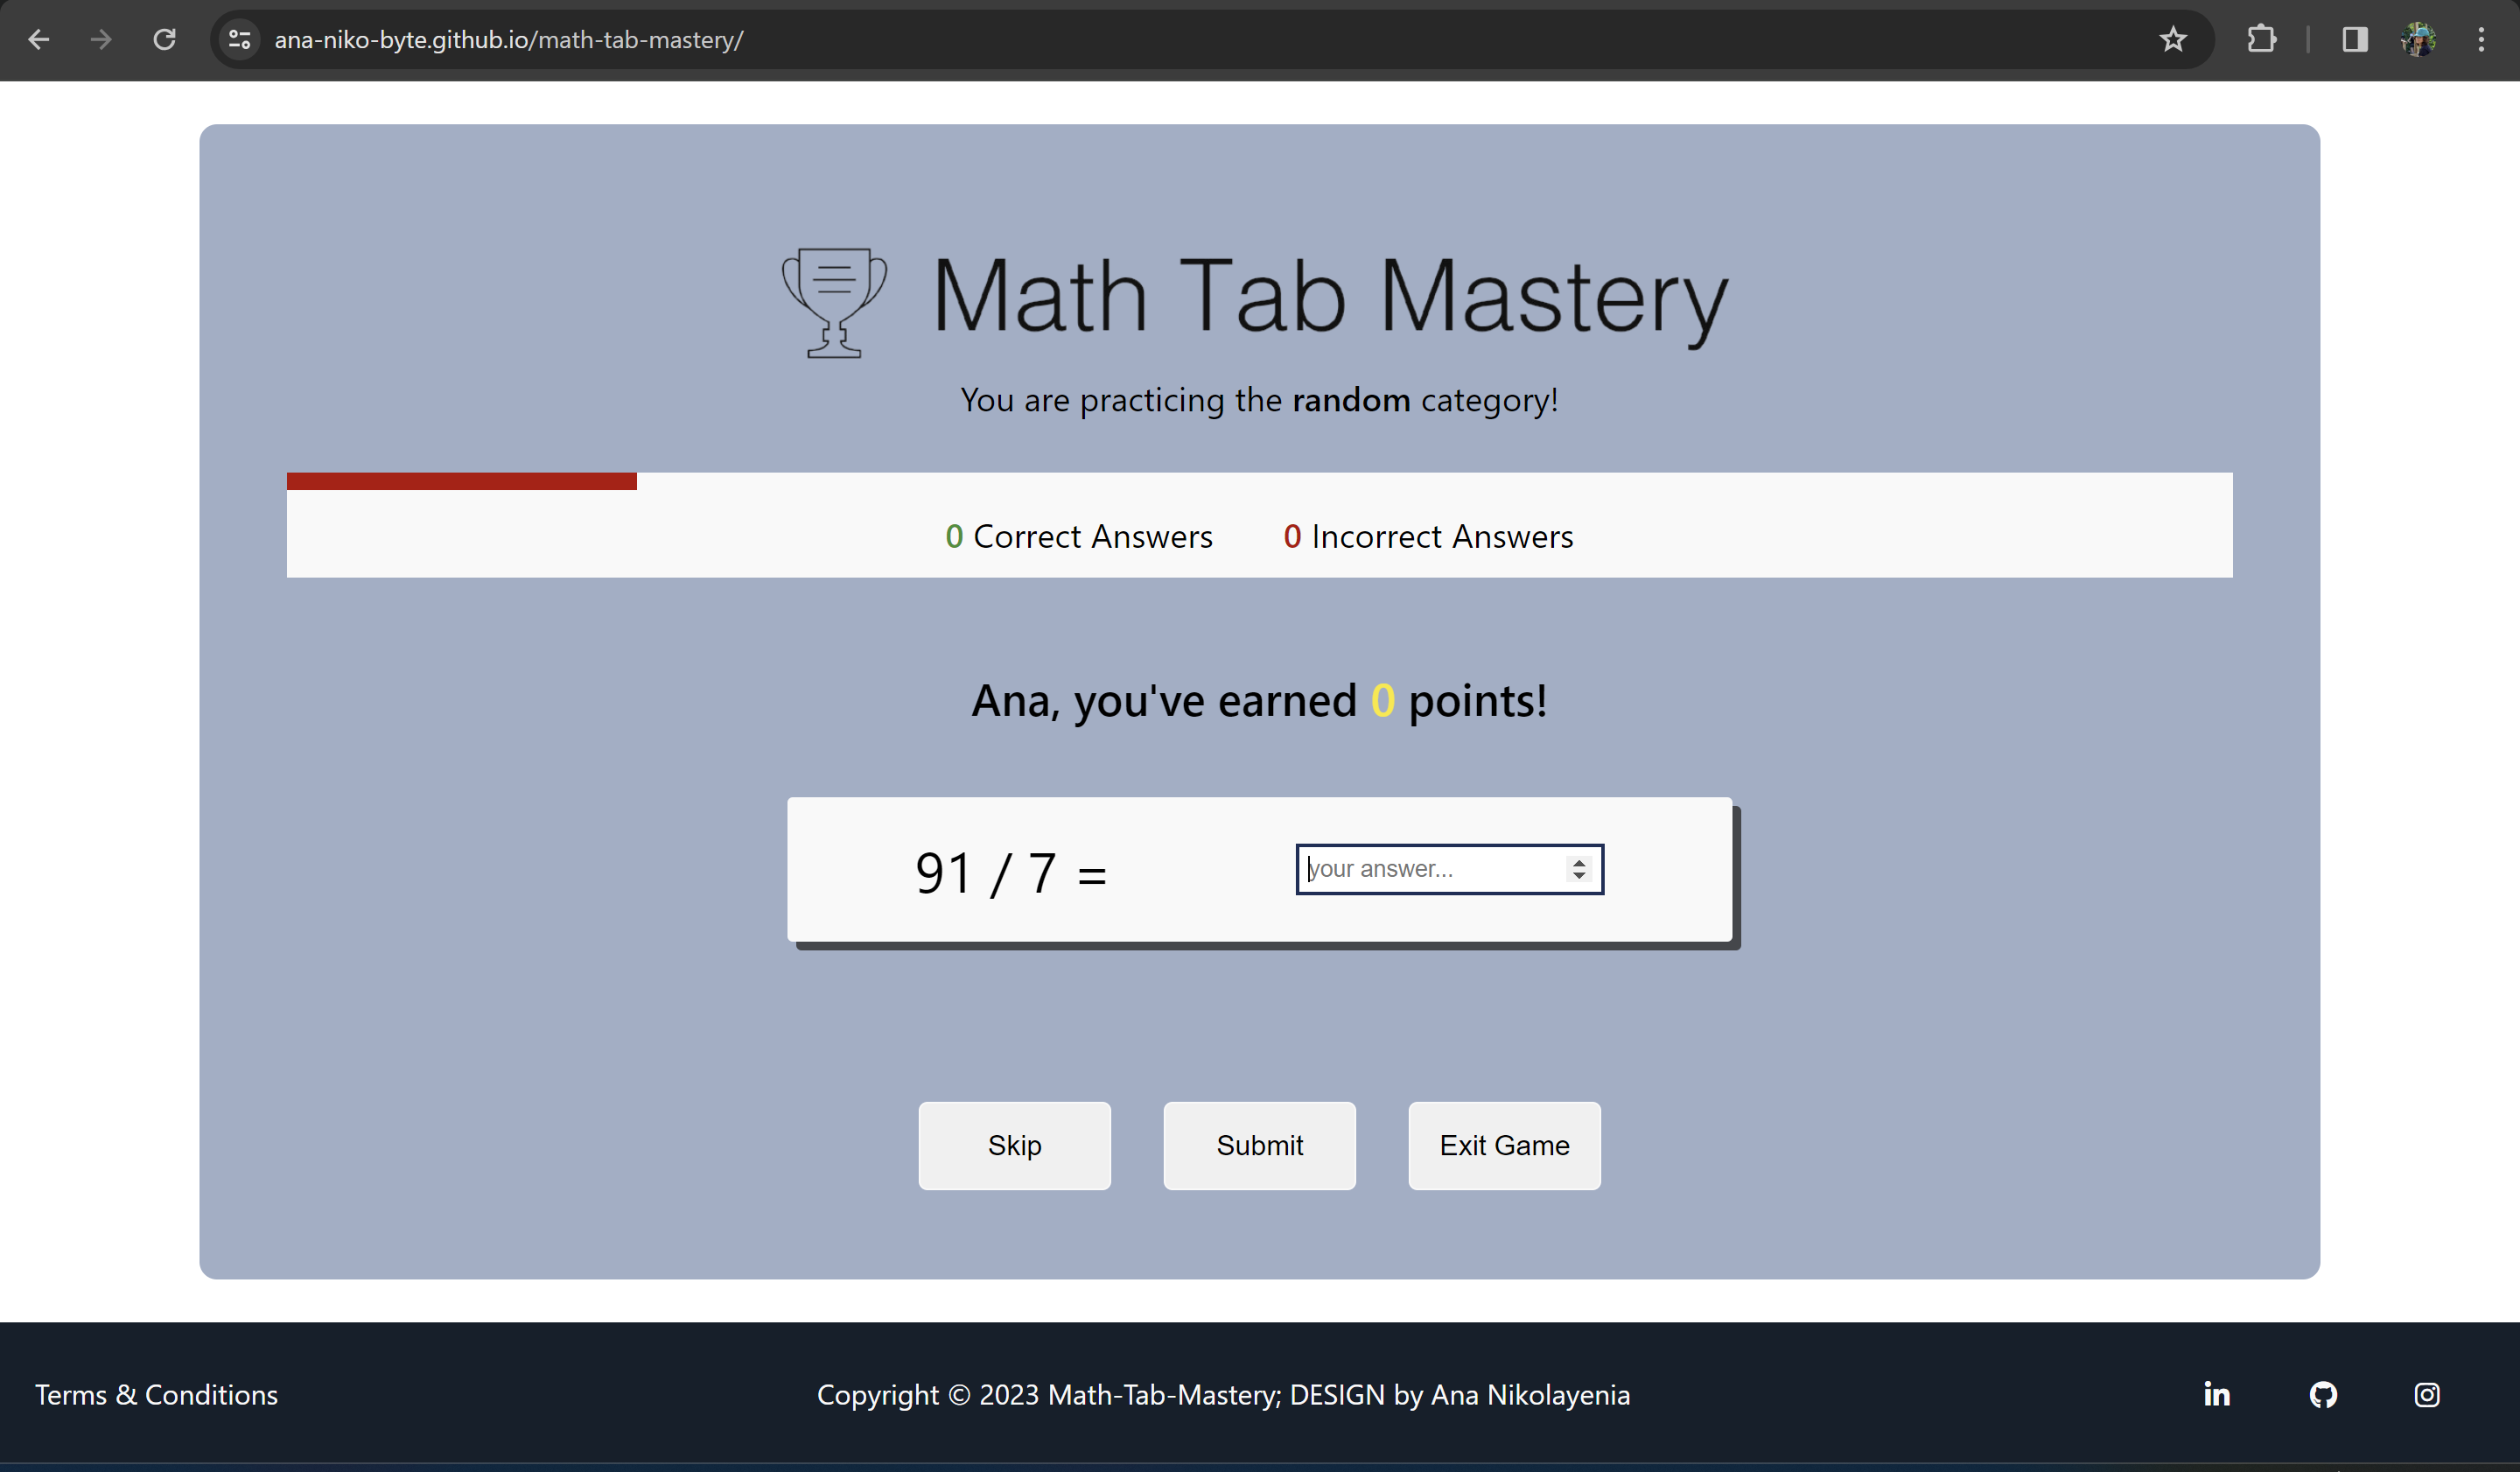 ana-niko-byte.github.io/math-tab-mastery/
Math Tab Mastery
You are practicing the random category!
0 Correct Answers 0 Incorrect Answers
Ana, you've earned 0 points!
91 / 7 = your answer...
Skip Submit Exit Game
Terms & Conditions Copyright © 2023 Math-Tab-Mastery; DESIGN by Ana Nikolayenia in